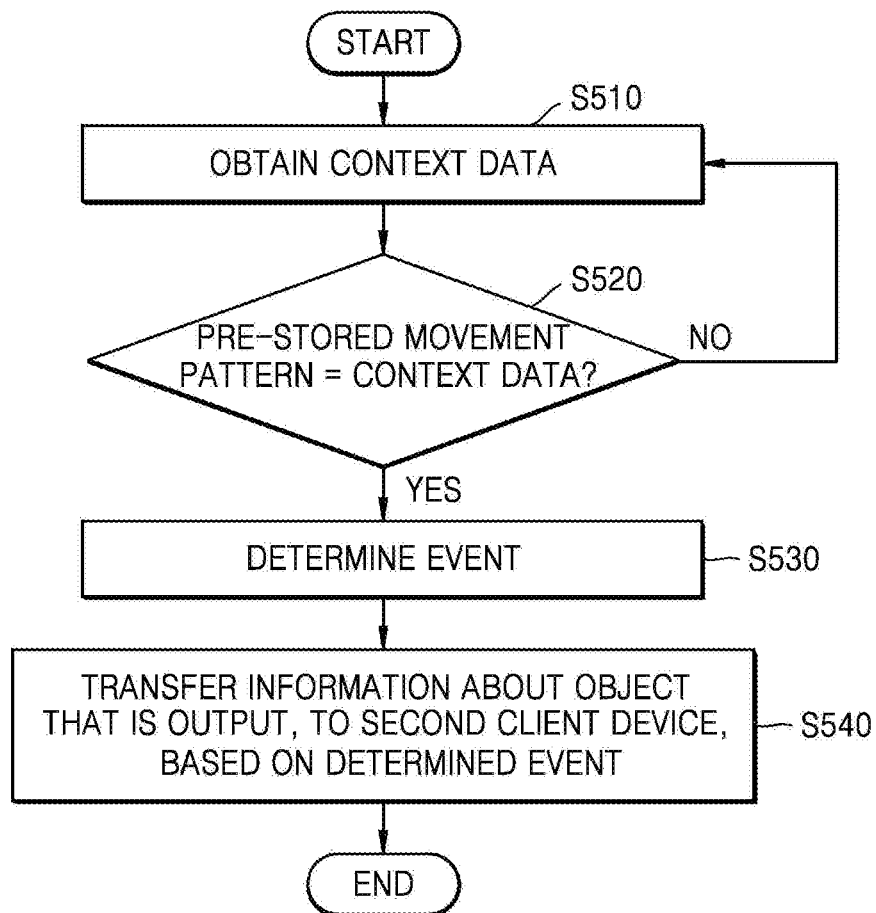 START
S510
OBTAIN CONTEXT DATA
S520
PRE-STORED MOVEMENT
PATTERN = CONTEXT DATA?
NO
YES
DETERMINE EVENT
S530
TRANSFER INFORMATION ABOUT OBJECT
THAT IS OUTPUT, TO SECOND CLIENT DEVICE,
BASED ON DETERMINED EVENT
S540
END